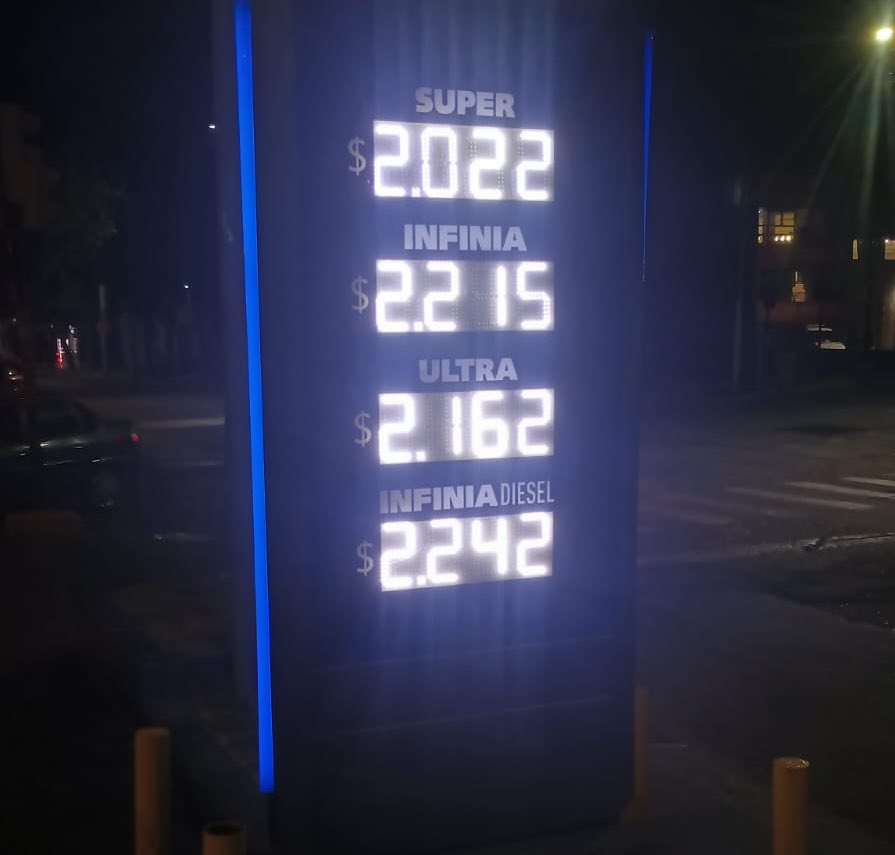 SUPER
$ 2.022
INFINIA
$ 2.215
ULTRA
$ 2.162
INFINIA DIESEL
$ 2.242